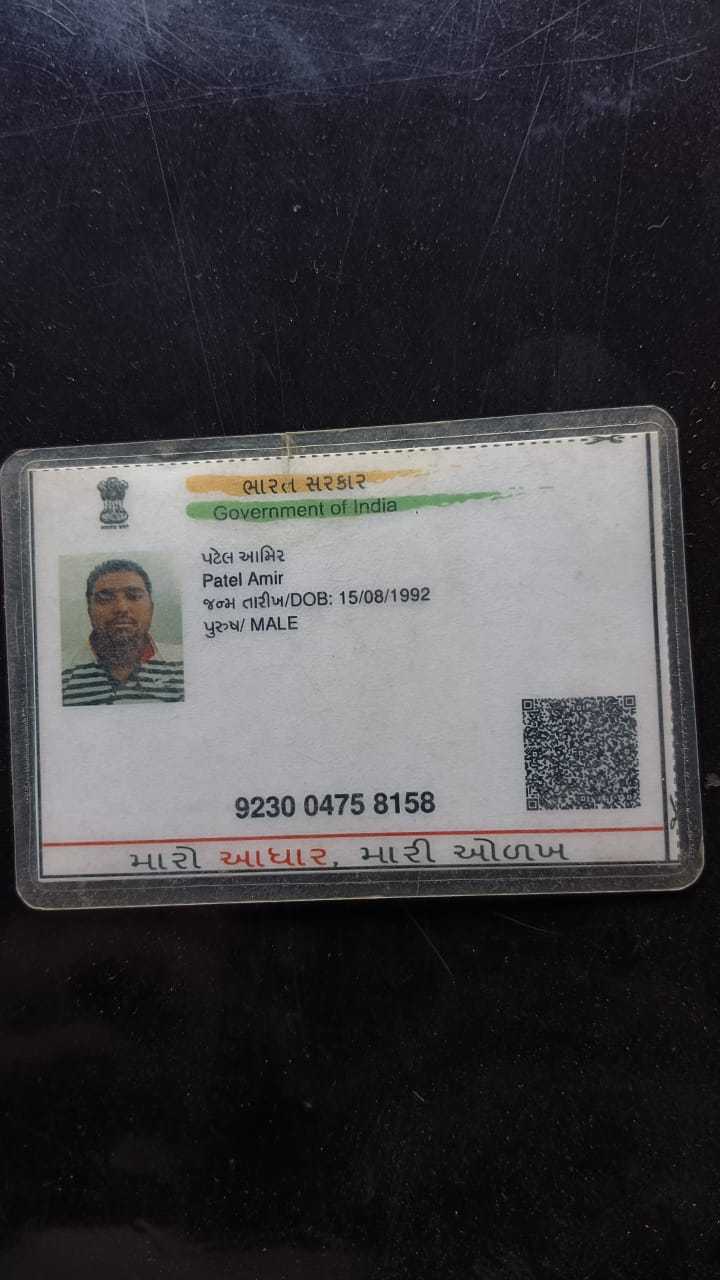 ભારત સરકાર
Government of India
પટેલ આમિર
Patel Amir
જન્મ તારીખ/DOB: 15/08/1992
પુરુષ/ MALE
9230 0475 8158
મારો આધાર, મારી ઓળખ